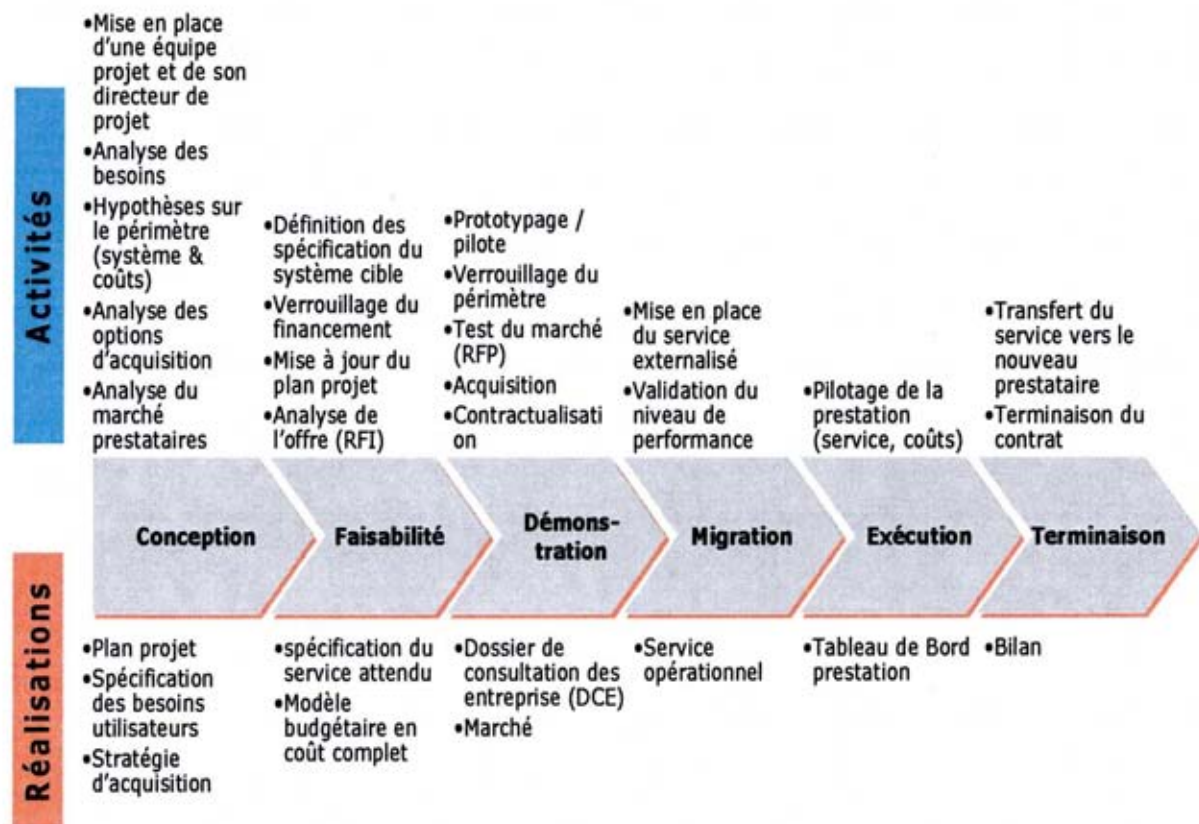 Activités
•Mise en place
d'une équipe
projet et de son
directeur de
projet
•Analyse des
besoins
•Hypothèses sur
le périmètre
(système &
coûts)
•Analyse des
options
d'acquisition
•Analyse du
marché
prestataires
•Définition des
spécification du
système cible
•Verrouillage du
financement
•Mise à jour du
plan projet
•Analyse de
l'offre (RFI)
•Prototypage /
pilote
•Verrouillage du
périmètre
•Test du marché
(RFP)
•Acquisition
•Contractualisati
on
•Mise en place
du service
externalisé
•Validation du
niveau de
performance
•Pilotage de la
prestation
(service, coûts)
•Transfert du
service vers le
nouveau
prestataire
•Terminaison du
contrat
Conception
Faisabilité
Démons-
tration
Migration
Exécution
Terminaison
Réalisations
•Plan projet
•Spécification
des besoins
utilisateurs
•Stratégie
d'acquisition
•spécification du
service attendu
•Modèle
budgétaire en
coût complet
•Dossier de
consultation des
entreprise (DCE)
•Marché
•Service
opérationnel
•Tableau de Bord
prestation
•Bilan